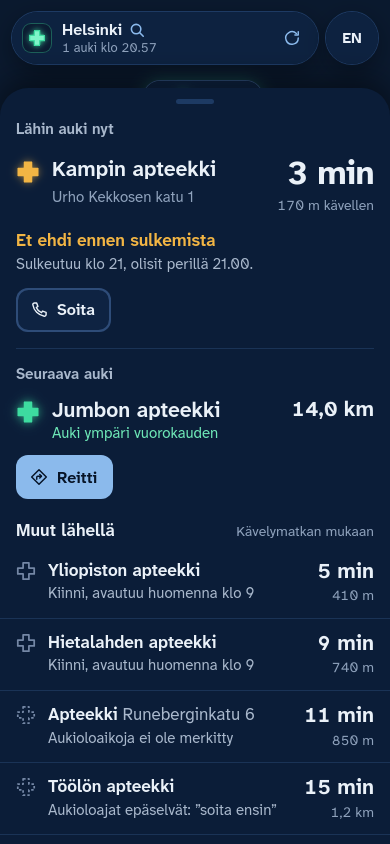 Helsinki
1 auki klo 20.57
EN
Lähin auki nyt
Kampin apteekki
3 min
Urho Kekkosen katu 1
170 m kävellen
Et ehdi ennen sulkemista
Sulkeutuu klo 21, olisit perillä 21.00.
Soita
Seuraava auki
Jumbon apteekki
14,0 km
Auki ympäri vuorokauden
Reitti
Muut lähellä
Kävelymatkan mukaan
Yliopiston apteekki
5 min
Kiinni, avautuu huomenna klo 9
410 m
Hietalahden apteekki
9 min
Kiinni, avautuu huomenna klo 9
740 m
Apteekki Runeberginkatu 6
11 min
Aukioloaikoja ei ole merkitty
850 m
Töölön apteekki
15 min
Aukioloajat epäselvät: ”soita ensin”
1,2 km